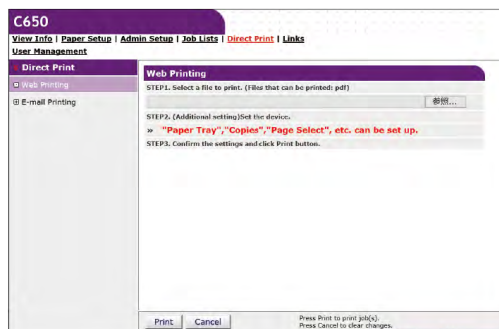 C650
View Info | Paper Setup | Admin Setup | Job Lists | Direct Print | Links
User Management
Direct Print
Web Printing
E-mail Printing
Web Printing
STEP1. Select a file to print. (Files that can be printed: pdf)
参照...
STEP2. (Additional setting)Set the device.
» "Paper Tray","Copies","Page Select", etc. can be set up.
STEP3. Confirm the settings and click Print button.
Print Cancel
Press Print to print job(s).
Press Cancel to clear changes.